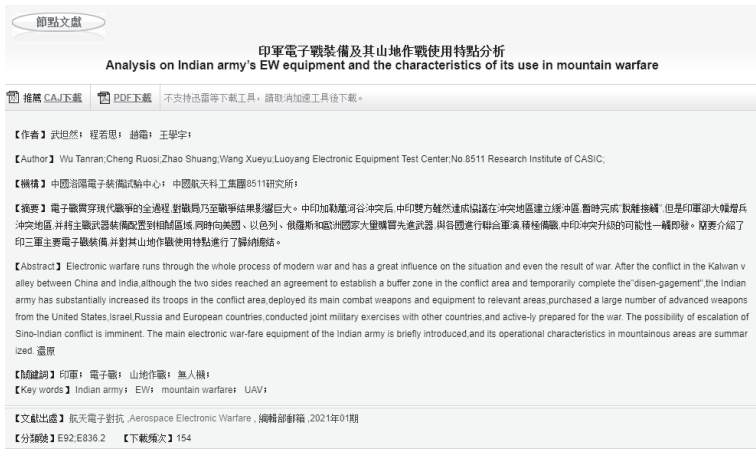 節點文獻
印軍電子戰裝備及其山地作戰使用特點分析
Analysis on Indian army's EW equipment and the characteristics of its use in mountain warfare
推薦 CAJ下載 PDF下載 不支持迅雷等下載工具，請取消加速工具後下載。
【作者】 武坦然； 程若思； 趙霜； 王學宇；
【Author】 Wu Tanran;Cheng Ruosi;Zhao Shuang;Wang Xueyu;Luoyang Electronic Equipment Test Center;No.8511 Research Institute of CASIC;
【機構】 中國洛陽電子裝備試驗中心； 中國航天科工集團8511研究所；
【摘要】 電子戰貫穿現代戰爭的全過程,對戰局乃至戰爭結果影響巨大。中印加勒萬河谷沖突后,中印雙方雖然達成協議在沖突地區建立緩沖區,暫時完成"脫離接觸",但是印軍卻大幅增兵
沖突地區,并將主戰武器裝備配置到相關區域,同時向美國、以色列、俄羅斯和歐洲國家大量購買先進武器,與各國進行聯合軍演,積極備戰,中印沖突升級的可能性一觸即發。簡要介紹了
印三軍主要電子戰裝備,并對其山地作戰使用特點進行了歸納總結。
【Abstract】 Electronic warfare runs through the whole process of modern war and has a great influence on the situation and even the result of war. After the conflict in the Kalwan v
alley between China and India,although the two sides reached an agreement to establish a buffer zone in the conflict area and temporarily complete the"disen-gagement",the Indian
army has substantially increased its troops in the conflict area,deployed its main combat weapons and equipment to relevant areas,purchased a large number of advanced weapons
from the United States,Israel,Russia and European countries,conducted joint military exercises with other countries,and active-ly prepared for the war. The possibility of escalation of
Sino-Indian conflict is imminent. The main electronic war-fare equipment of the Indian army is briefly introduced,and its operational characteristics in mountainous areas are summar
ized. 還原
【關鍵詞】 印軍； 電子戰； 山地作戰； 無人機；
【Key words】 Indian army； EW； mountain warfare； UAV；
【文獻出處】 航天電子對抗 ,Aerospace Electronic Warfare , 編輯部郵箱 ,2021年01期
【分類號】 E92;E836.2 【下載頻次】 154